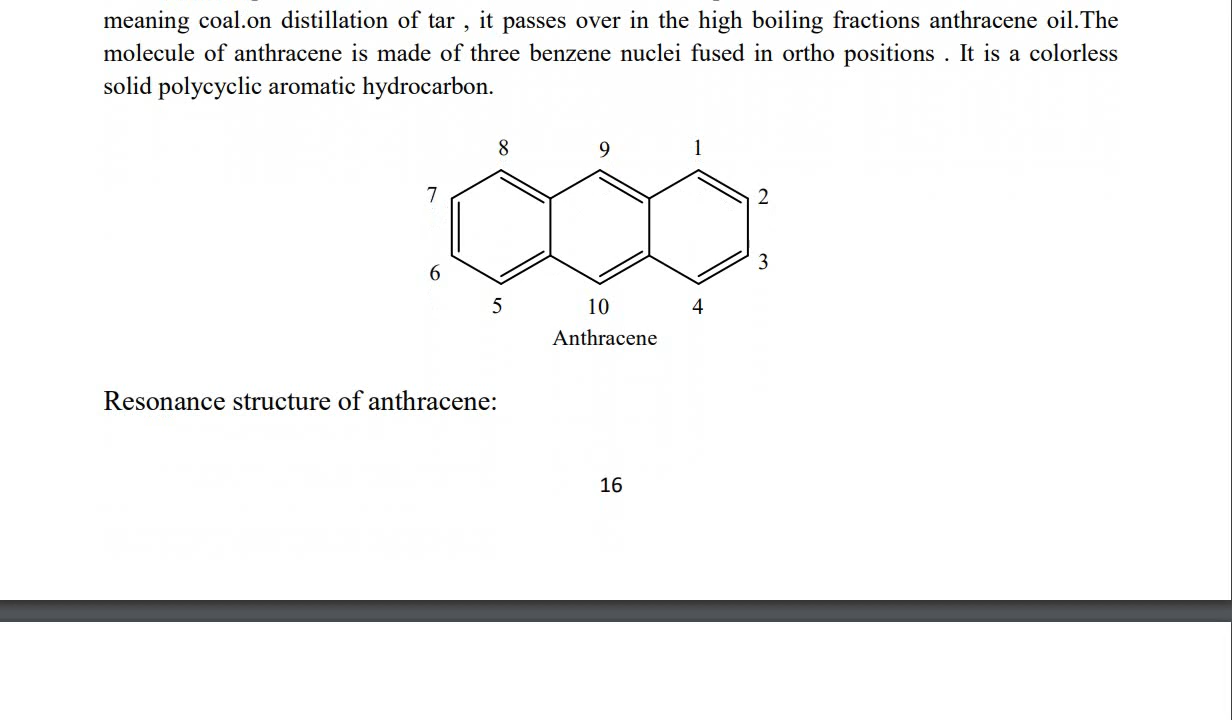 meaning coal.on distillation of tar , it passes over in the high boiling fractions anthracene oil.The
molecule of anthracene is made of three benzene nuclei fused in ortho positions . It is a colorless
solid polycyclic aromatic hydrocarbon.
8 9 1
7 2
6 3
5 10 4
Anthracene
Resonance structure of anthracene:
16